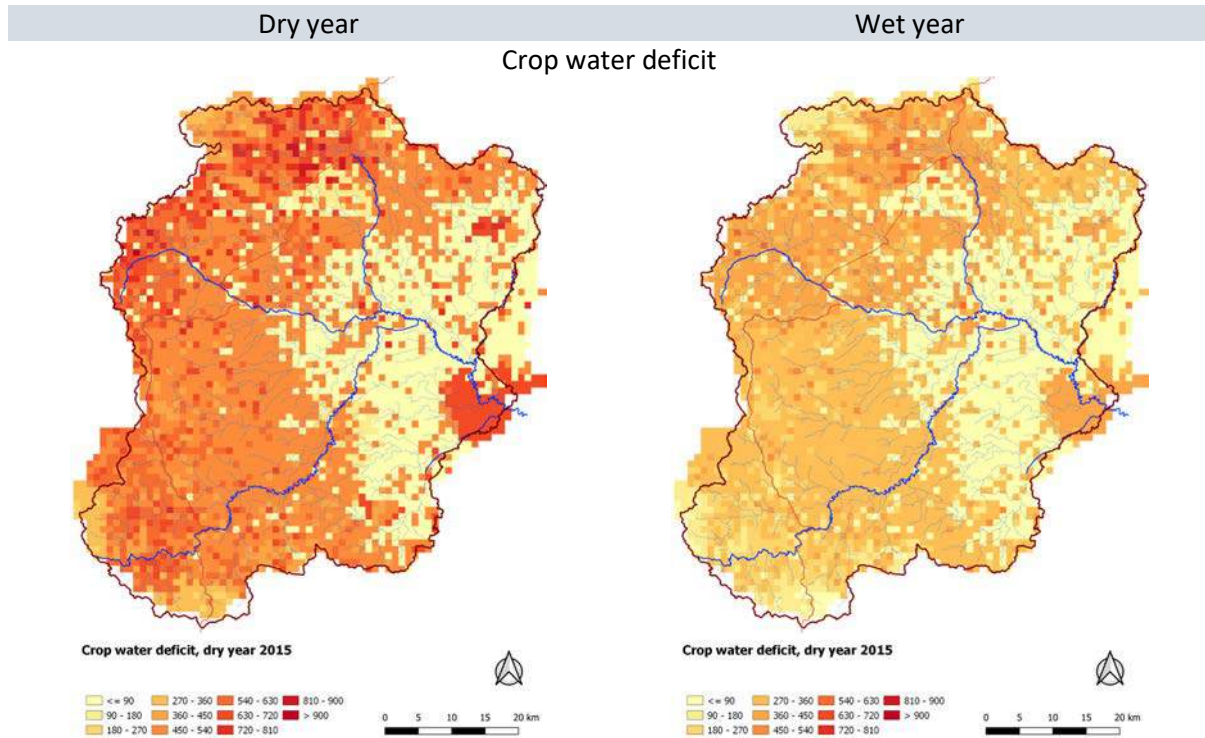 Dry year Wet year
Crop water deficit
Crop water deficit, dry year 2015
<= 90 270 - 360 540 - 630 810 - 900
90 - 180 360 - 450 630 - 720 > 900
180 - 270 450 - 540 720 - 810
0 5 10 15 20 km
Crop water deficit, dry year 2015
<= 90 270 - 360 540 - 630 810 - 900
90 - 180 360 - 450 630 - 720 > 900
180 - 270 450 - 540 720 - 810
0 5 10 15 20 km